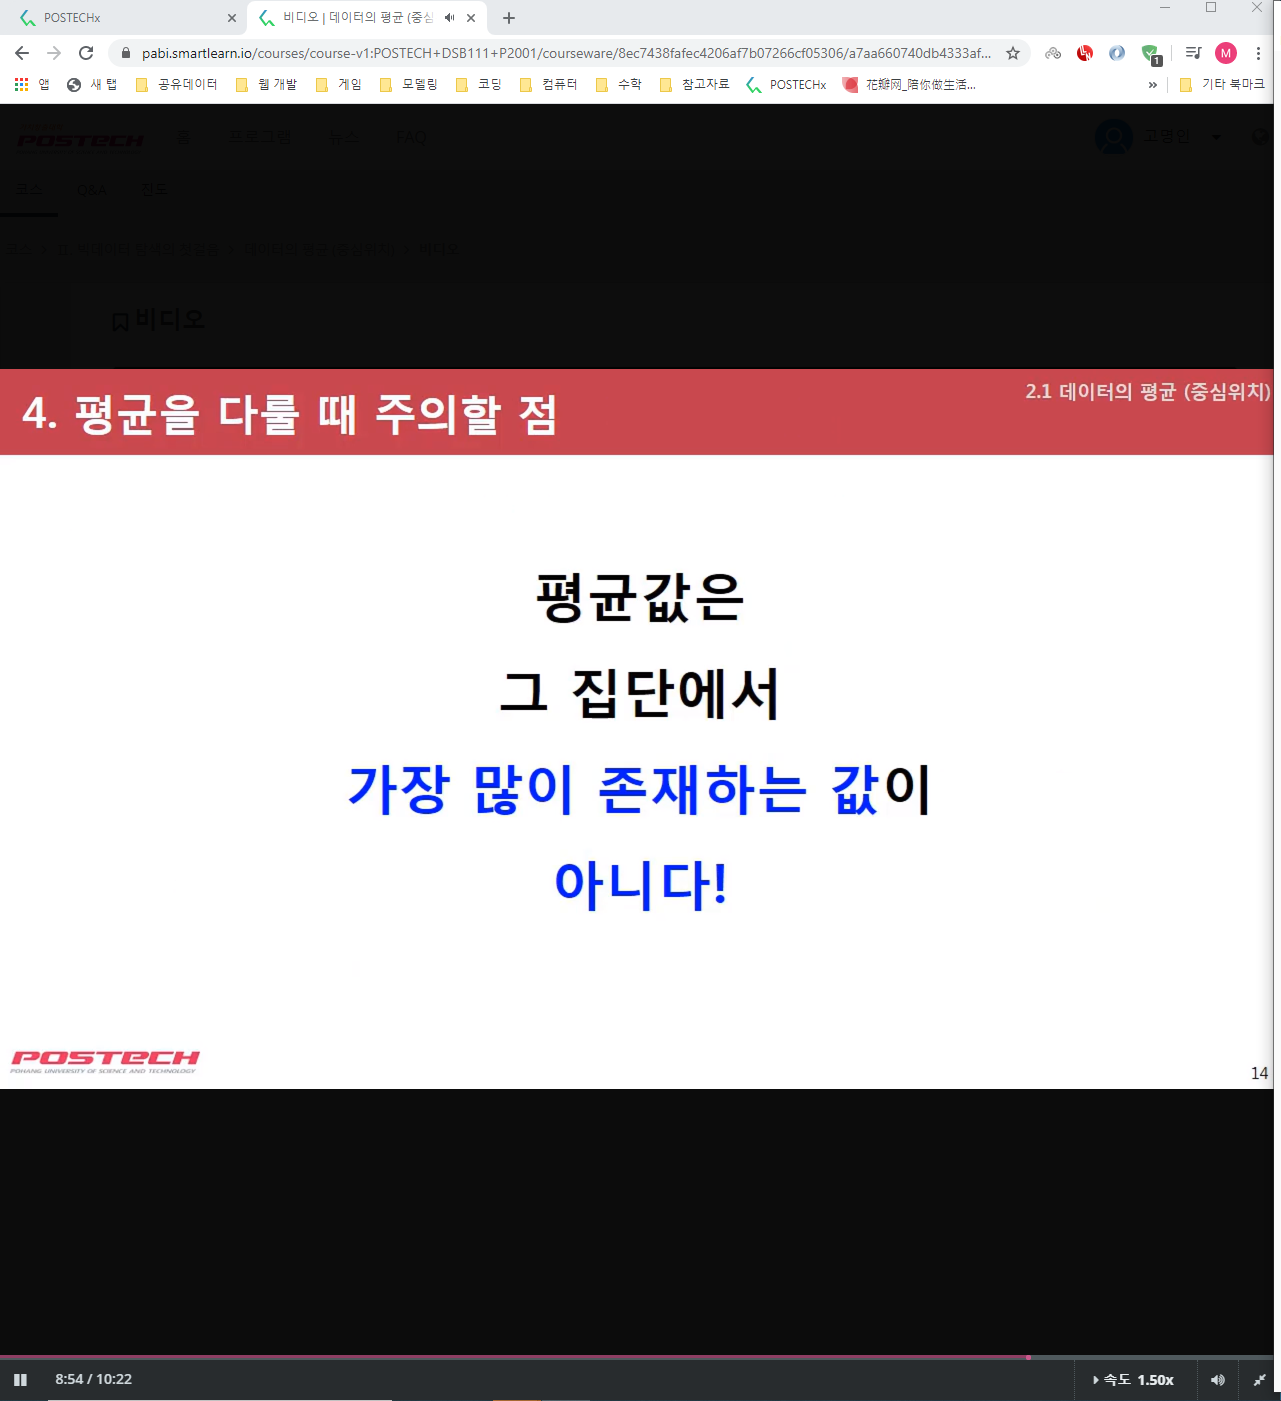 POSTECHx
비디오 | 데이터의 평균 (중심
pabi.smartlearn.io/courses/course-v1:POSTECH+DSB111+P2001/courseware/8ec7438fafec4206af7b07266cf05306/a7aa660740db4333af...
1
M
앱 새 탭 공유데이터 웹 개발 게임 모델링 코딩 컴퓨터 수학 참고자료 POSTECHx 花瓣网_陪你做生活... » 기타 북마크
POSTECH 홈 프로그램 뉴스 FAQ 고명인
코스 Q&A 진도
비디오
4. 평균을 다룰 때 주의할 점
2.1 데이터의 평균 (중심위치)
평균값은
그 집단에서
가장 많이 존재하는 값이
아니다!
POSTECH
POHANG UNIVERSITY OF SCIENCE AND TECHNOLOGY
14
8:54 / 10:22
속도 1.50x